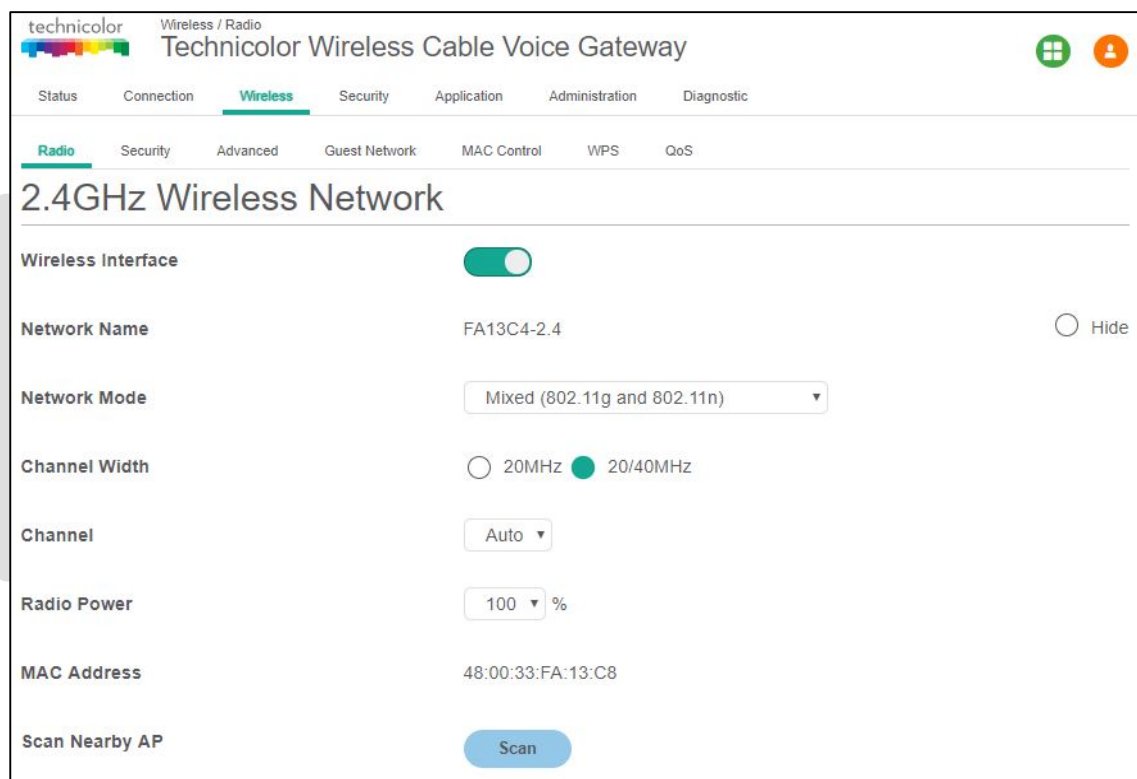 technicolor
Wireless / Radio
Technicolor Wireless Cable Voice Gateway
Status Connection Wireless Security Application Administration Diagnostic
Radio Security Advanced Guest Network MAC Control WPS QoS
2.4GHz Wireless Network
Wireless Interface
Network Name FA13C4-2.4 Hide
Network Mode Mixed (802.11g and 802.11n)
Channel Width 20MHz 20/40MHz
Channel Auto
Radio Power 100 %
MAC Address 48:00:33:FA:13:C8
Scan Nearby AP Scan